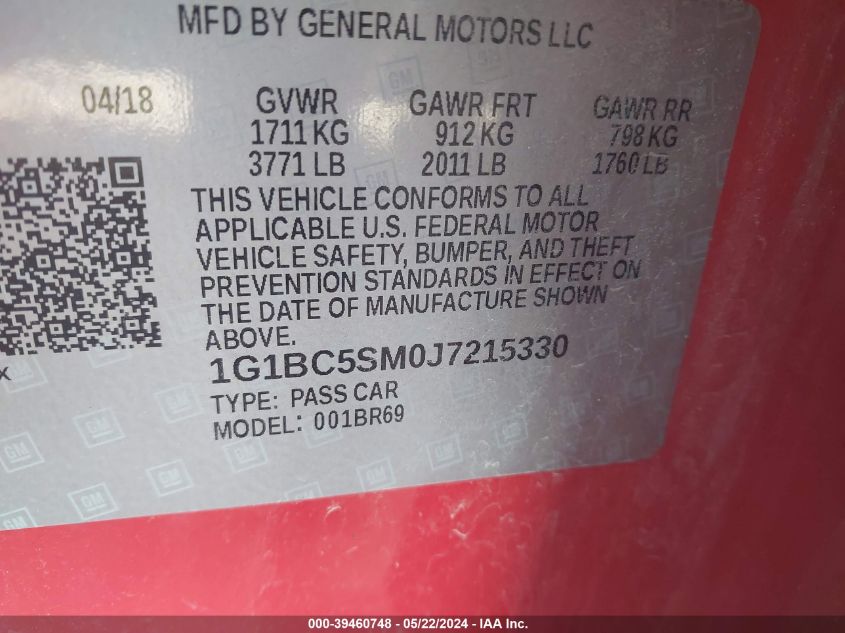 MFD BY GENERAL MOTORS LLC
04/18 GVWR GAWR FRT GAWR RR
1711 KG 912 KG 798 KG
3771 LB 2011 LB 1760 LB
THIS VEHICLE CONFORMS TO ALL
APPLICABLE U.S. FEDERAL MOTOR
VEHICLE SAFETY, BUMPER, AND THEFT
PREVENTION STANDARDS IN EFFECT ON
THE DATE OF MANUFACTURE SHOWN
ABOVE.
1G1BC5SM0J7215330
TYPE: PASS CAR
MODEL: 001BR69
000-39460748 - 05/22/2024 - IAA Inc.